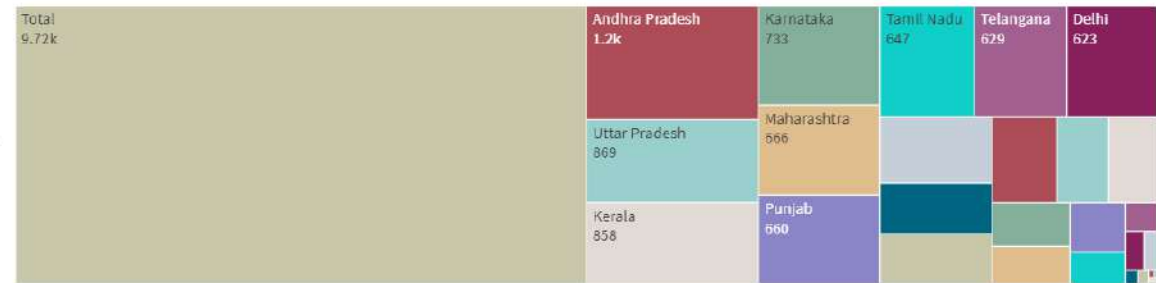 Total
9.72k
Andhra Pradesh
1.2k
Uttar Pradesh
869
Kerala
858
Karnataka
733
Maharashtra
666
Punjab
660
Tamil Nadu
647
Telangana
629
Delhi
623